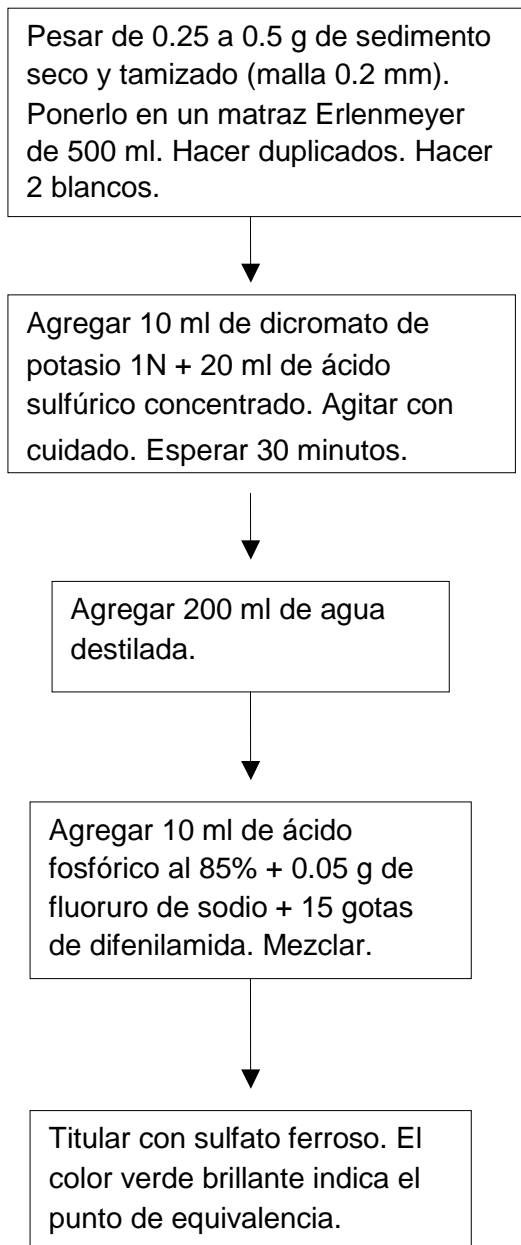 Pesar de 0.25 a 0.5 g de sedimento
seco y tamizado (malla 0.2 mm).
Ponerlo en un matraz Erlenmeyer
de 500 ml. Hacer duplicados. Hacer
2 blancos.
Agregar 10 ml de dicromato de
potasio 1N + 20 ml de ácido
sulfúrico concentrado. Agitar con
cuidado. Esperar 30 minutos.
Agregar 200 ml de agua
destilada.
Agregar 10 ml de ácido
fosfórico al 85% + 0.05 g de
fluoruro de sodio + 15 gotas
de difenilamida. Mezclar.
Titular con sulfato ferroso. El
color verde brillante indica el
punto de equivalencia.